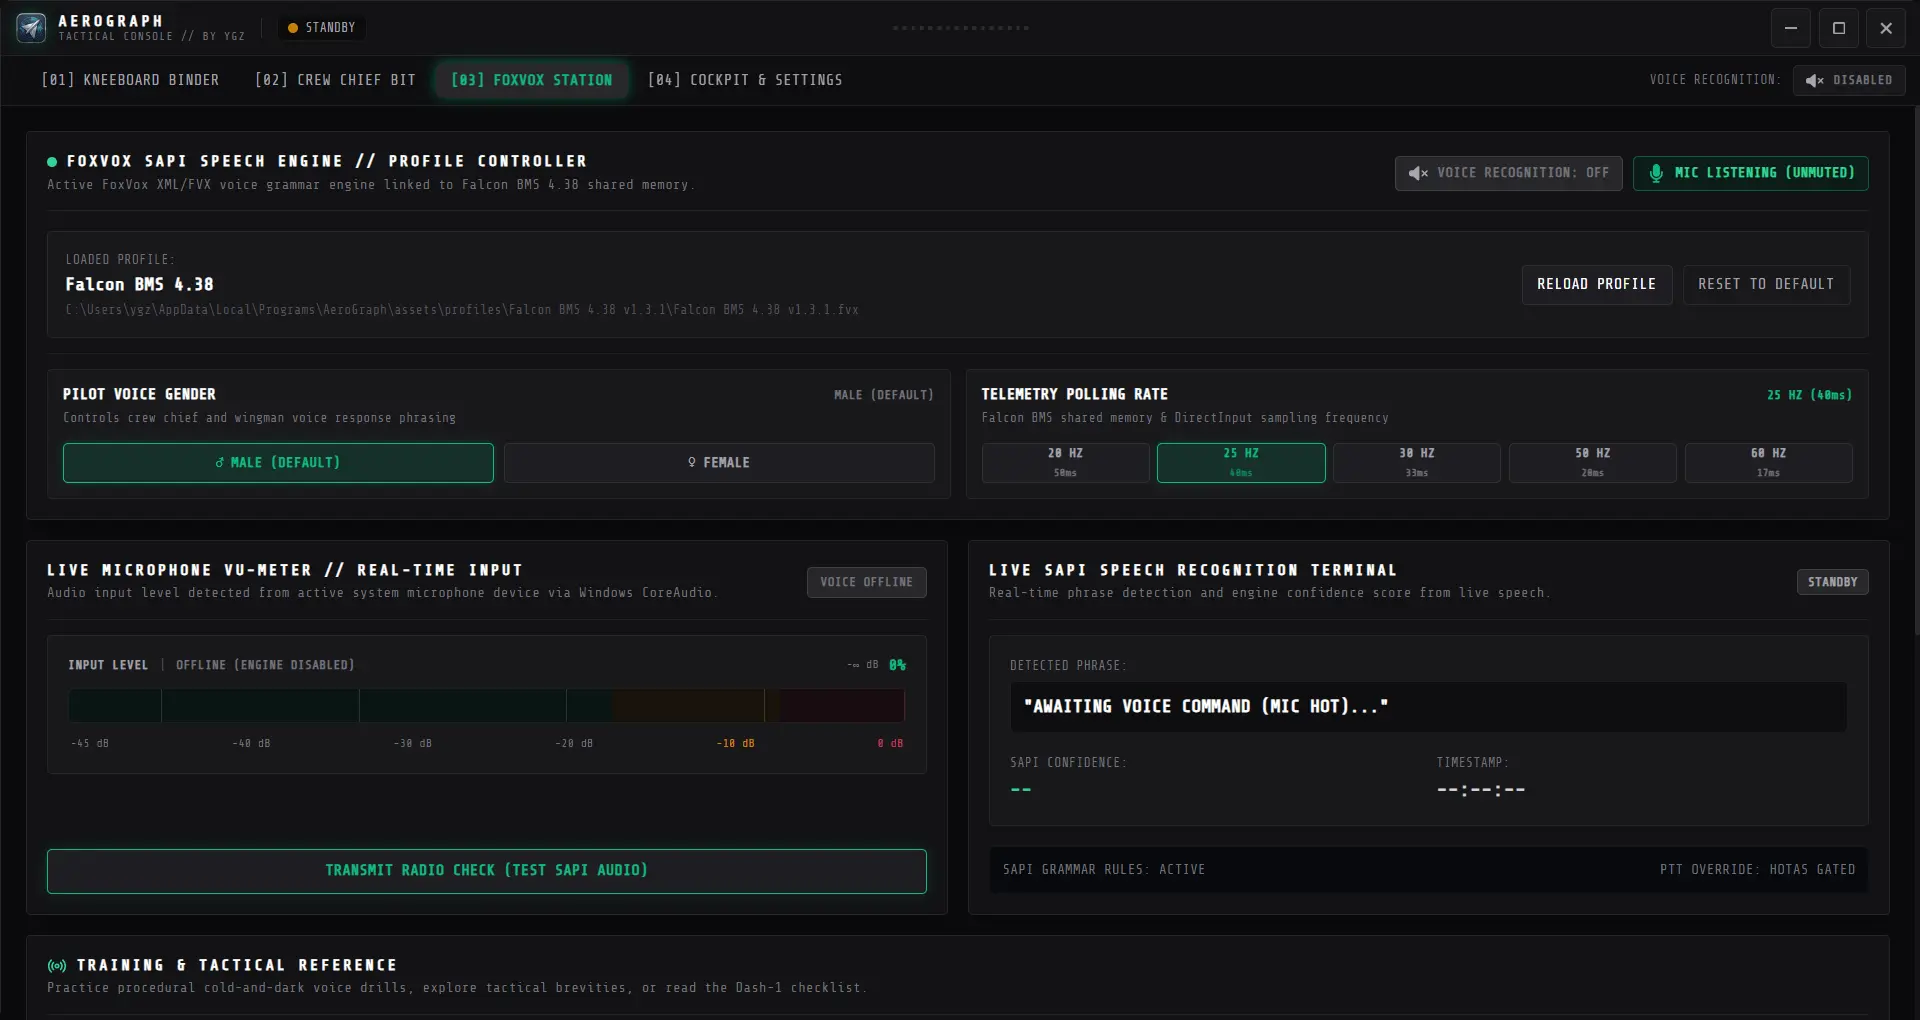 AEROGRAPH
TACTICAL CONSOLE // BY YGZ
STANDBY
[01] KNEEBOARD BINDER
[02] CREW CHIEF BIT
[03] FOXVOX STATION
[04] COCKPIT & SETTINGS
VOICE RECOGNITION:
DISABLED
FOXVOX SAPI SPEECH ENGINE // PROFILE CONTROLLER
Active FoxVox XML/FVX voice grammar engine linked to Falcon BMS 4.38 shared memory.
VOICE RECOGNITION: OFF
MIC LISTENING (UNMUTED)
LOADED PROFILE:
Falcon BMS 4.38
C:\Users\ygz\AppData\Local\Programs\AeroGraph\assets\profiles\Falcon BMS 4.38 v1.3.1\Falcon BMS 4.38 v1.3.1.fvx
RELOAD PROFILE
RESET TO DEFAULT
PILOT VOICE GENDER
MALE (DEFAULT)
Controls crew chief and wingman voice response phrasing
♂ MALE (DEFAULT)
♀ FEMALE
TELEMETRY POLLING RATE
25 HZ (40ms)
Falcon BMS shared memory & DirectInput sampling frequency
20 HZ
50ms
25 HZ
40ms
30 HZ
33ms
50 HZ
20ms
60 HZ
17ms
LIVE MICROPHONE VU-METER // REAL-TIME INPUT
Audio input level detected from active system microphone device via Windows CoreAudio.
VOICE OFFLINE
INPUT LEVEL | OFFLINE (ENGINE DISABLED)
-∞ dB 0%
-45 dB
-40 dB
-30 dB
-20 dB
-10 dB
0 dB
TRANSMIT RADIO CHECK (TEST SAPI AUDIO)
LIVE SAPI SPEECH RECOGNITION TERMINAL
Real-time phrase detection and engine confidence score from live speech.
STANDBY
DETECTED PHRASE:
"AWAITING VOICE COMMAND (MIC HOT)..."
SAPI CONFIDENCE:
--
TIMESTAMP:
--:--:--
SAPI GRAMMAR RULES: ACTIVE
PTT OVERRIDE: HOTAS GATED
TRAINING & TACTICAL REFERENCE
Practice procedural cold-and-dark voice drills, explore tactical brevities, or read the Dash-1 checklist.